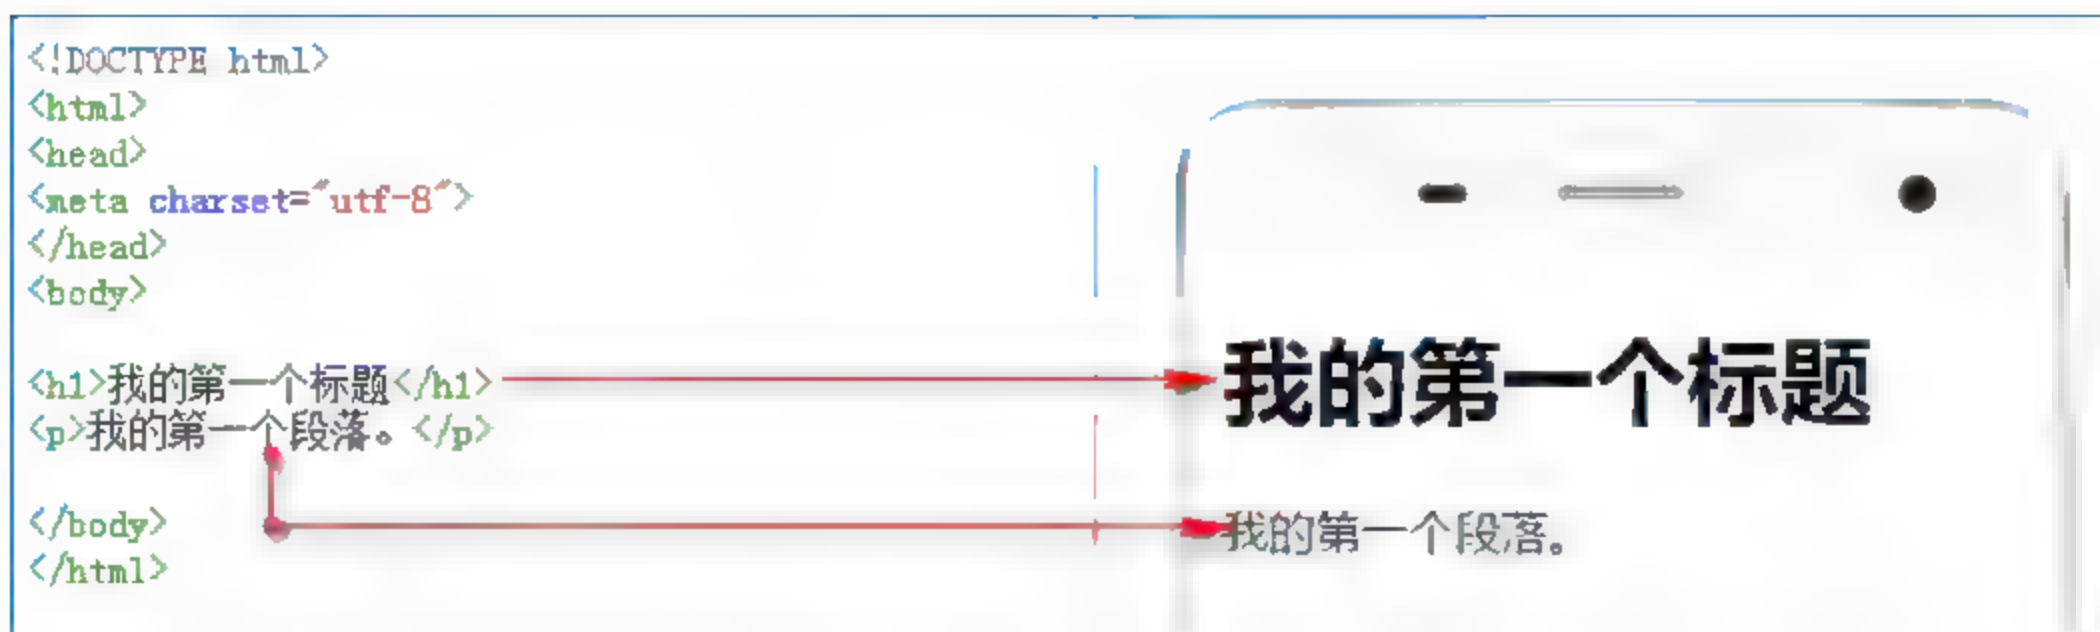 <!DOCTYPE html>
<html>
<head>
<meta charset="utf-8">
</head>
<body>
<h1>我的第一个标题</h1>
<p>我的第一个段落。</p>
</body>
</html>
我的第一个标题
我的第一个段落。